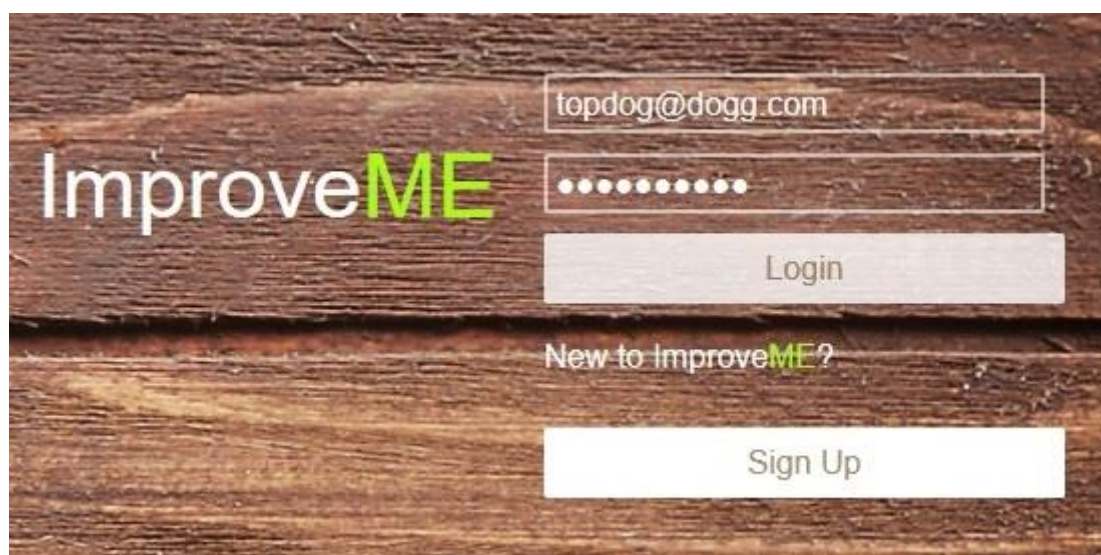 ImproveME
topdog@dogg.com
••••••••••
Login
New to ImproveME?
Sign Up